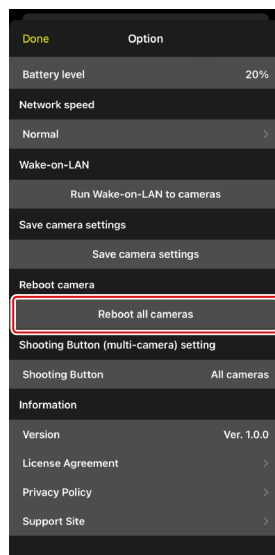 Done Option
Battery level 20%
Network speed
Normal
Wake-on-LAN
Run Wake-on-LAN to cameras
Save camera settings
Save camera settings
Reboot camera
Reboot all cameras
Shooting Button (multi-camera) setting
Shooting Button All cameras
Information
Version Ver. 1.0.0
License Agreement
Privacy Policy
Support Site